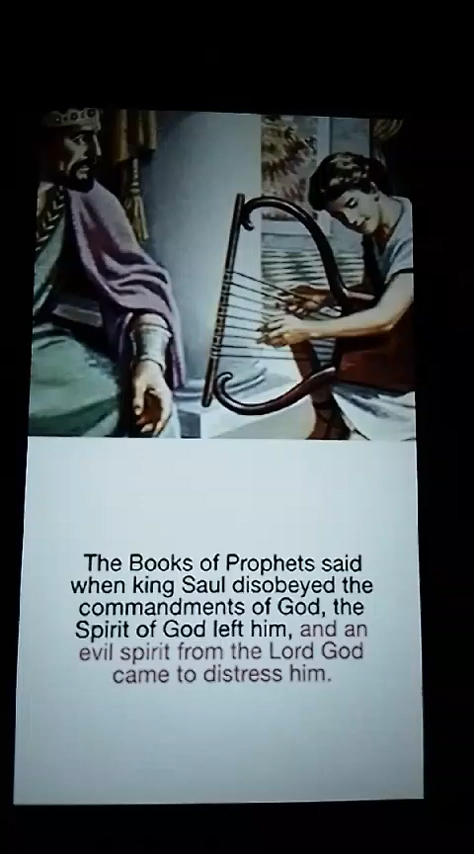 The Books of Prophets said
when king Saul disobeyed the
commandments of God, the
Spirit of God left him, and an
evil spirit from the Lord God
came to distress him.